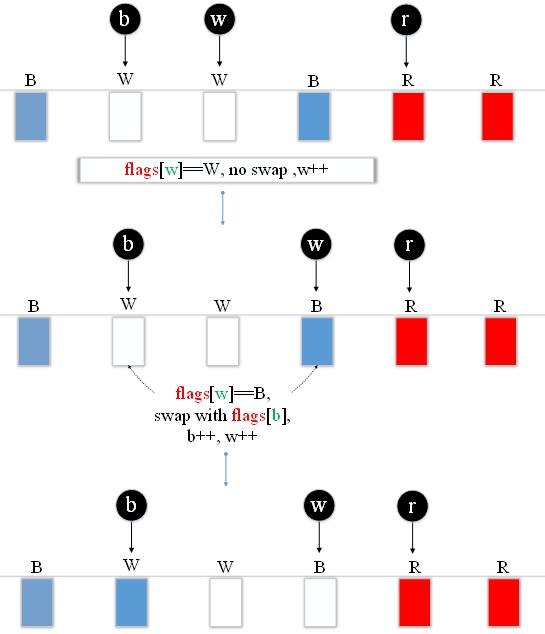 b w r
B W W B R R
flags[w]==W, no swap ,w++
b w r
B W W B R R
flags[w]==B,
swap with flags[b],
b++, w++
b w r
B W W B R R